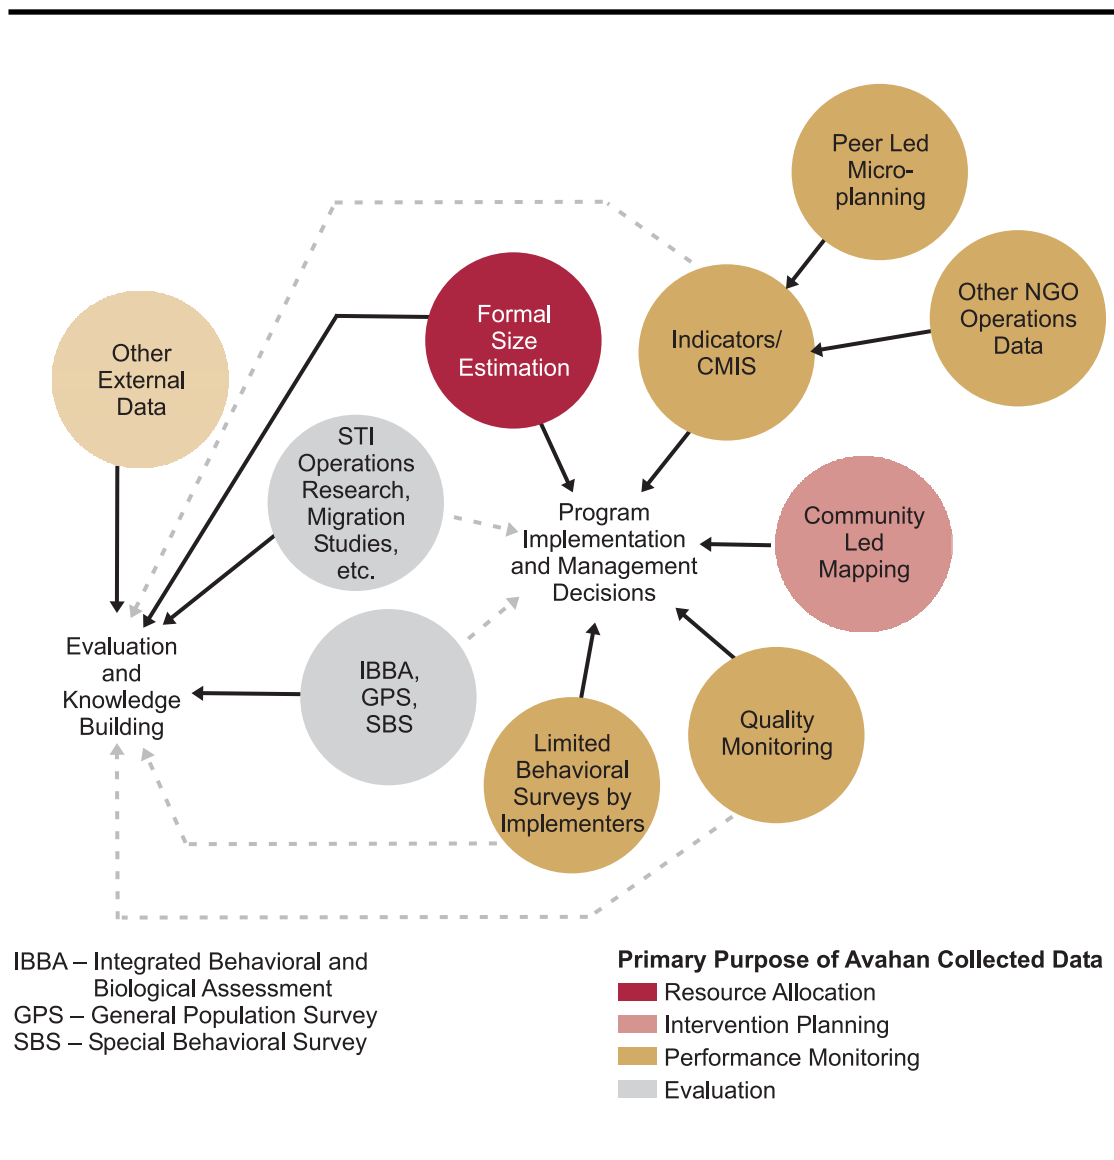 Peer Led
Micro-
planning
Other NGO
Operations
Data
Formal
Size
Estimation
Indicators/
CMIS
Other
External
Data
STI
Operations
Research,
Migration
Studies,
etc.
Program
Implementation
and Management
Decisions
Community
Led
Mapping
Evaluation
and
Knowledge
Building
IBBA,
GPS,
SBS
Limited
Behavioral
Surveys by
Implementers
Quality
Monitoring
IBBA – Integrated Behavioral and
Biological Assessment
GPS – General Population Survey
SBS – Special Behavioral Survey
Primary Purpose of Avahan Collected Data
Resource Allocation
Intervention Planning
Performance Monitoring
Evaluation